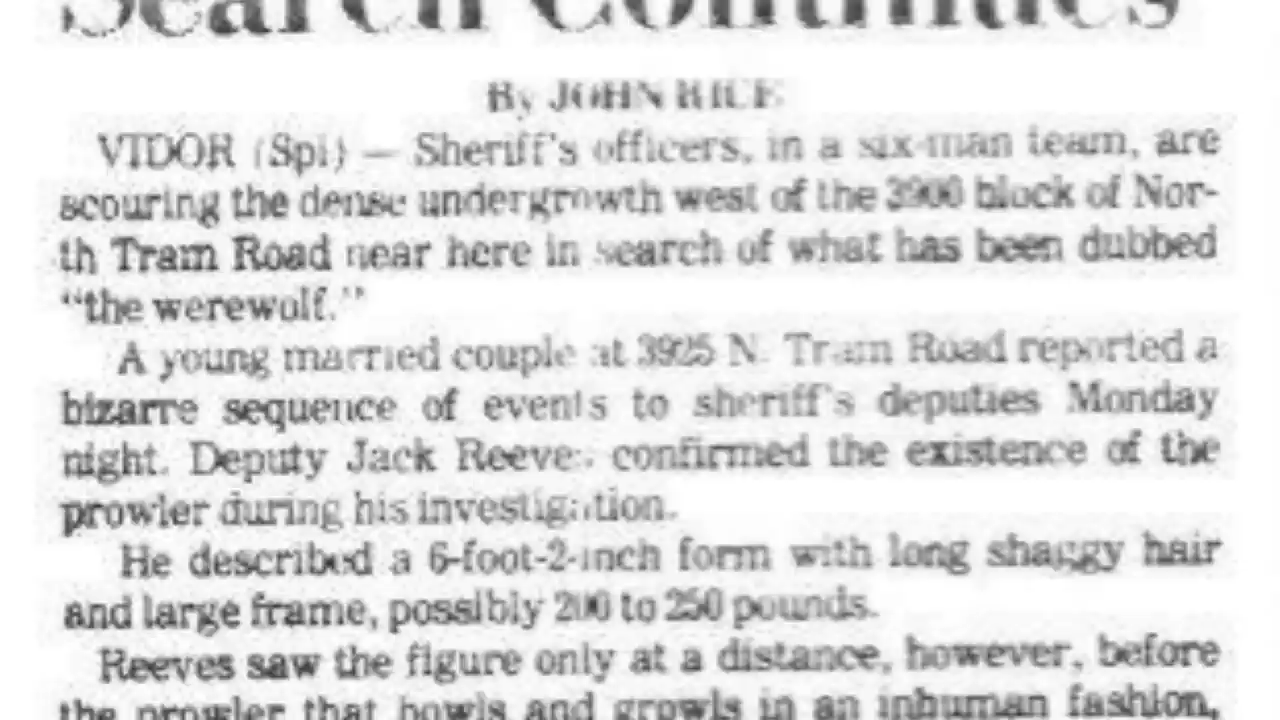 Search Continues
By JOHN RICE
VIDOR (Spl) — Sheriff's officers, in a six-man team, are
scouring the dense undergrowth west of the 3900 block of Nor-
th Tram Road near here in search of what has been dubbed
"the werewolf."
A young married couple at 3925 N. Tram Road reported a
bizarre sequence of events to sheriff's deputies Monday
night. Deputy Jack Reeves confirmed the existence of the
prowler during his investigation.
He described a 6-foot-2-inch form with long shaggy hair
and large frame, possibly 200 to 250 pounds.
Reeves saw the figure only at a distance, however, before
the prowler that howls and growls in an inhuman fashion,